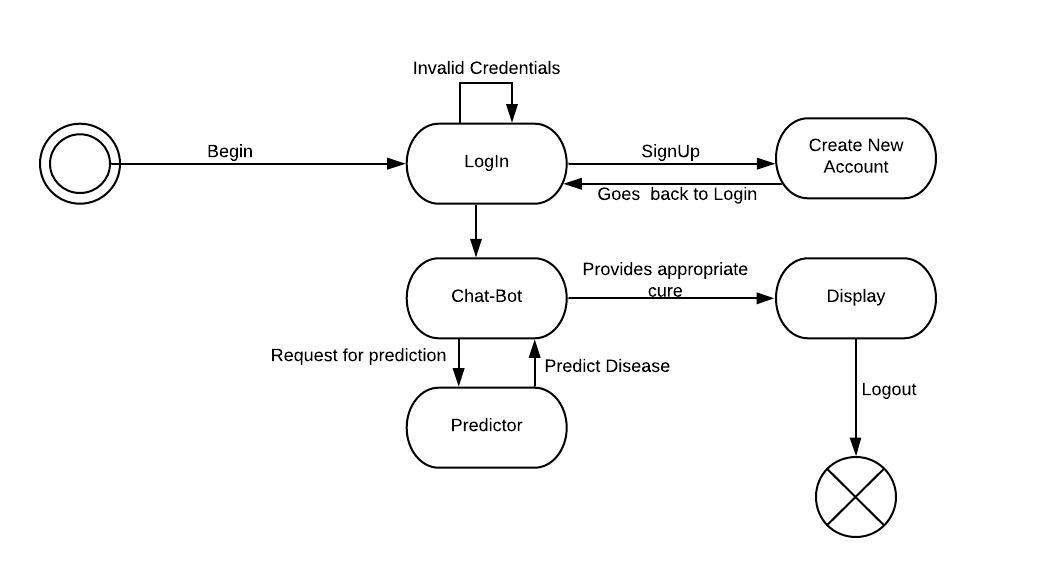 Invalid Credentials
Begin
LogIn
SignUp
Create New
Account
Goes  back to Login
Chat-Bot
Provides appropriate
cure
Display
Request for prediction
Predict Disease
Logout
Predictor